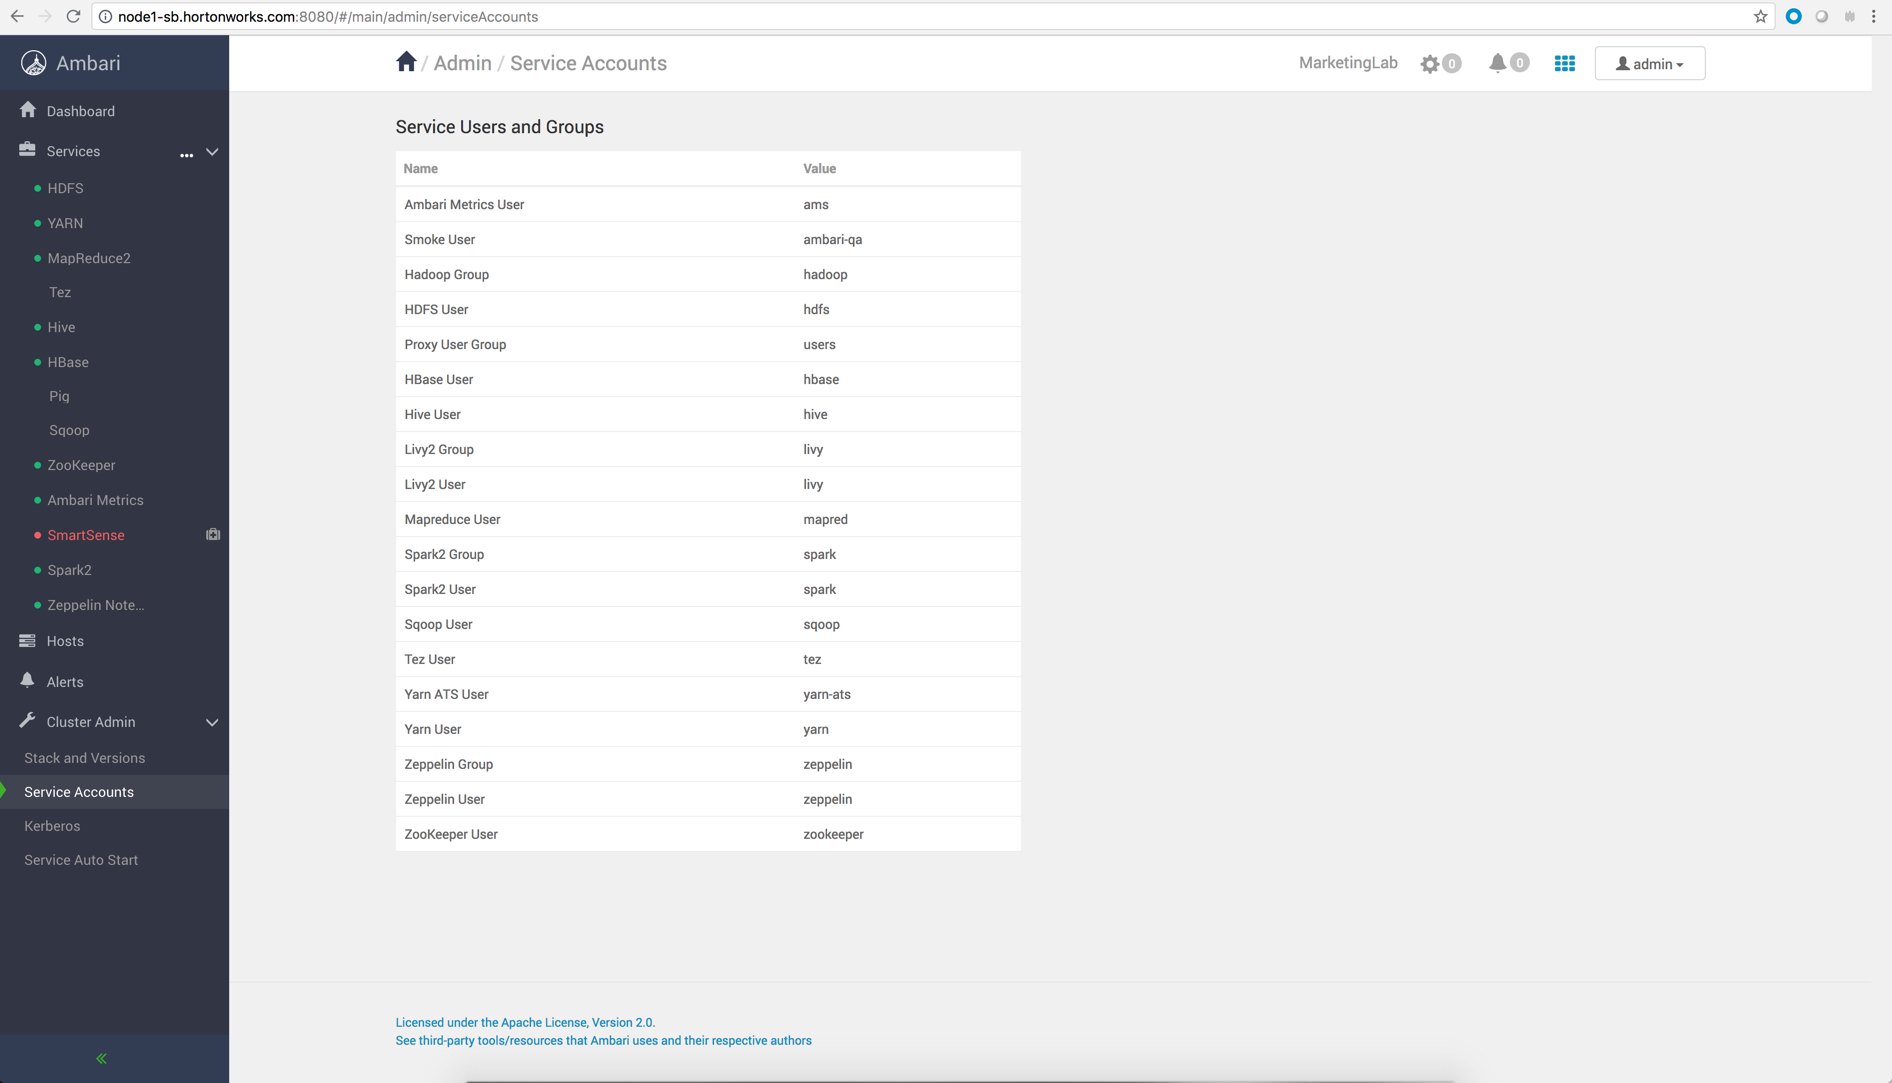 node1-sb.hortonworks.com:8080/#/main/admin/serviceAccounts
Ambari
/ Admin / Service Accounts
MarketingLab
0
0
admin
Dashboard
Services ...
HDFS
YARN
MapReduce2
Tez
Hive
HBase
Pig
Sqoop
ZooKeeper
Ambari Metrics
SmartSense
Spark2
Zeppelin Note...
Hosts
Alerts
Cluster Admin
Stack and Versions
Service Accounts
Kerberos
Service Auto Start
«
Service Users and Groups
Name Value
Ambari Metrics User ams
Smoke User ambari-qa
Hadoop Group hadoop
HDFS User hdfs
Proxy User Group users
HBase User hbase
Hive User hive
Livy2 Group livy
Livy2 User livy
Mapreduce User mapred
Spark2 Group spark
Spark2 User spark
Sqoop User sqoop
Tez User tez
Yarn ATS User yarn-ats
Yarn User yarn
Zeppelin Group zeppelin
Zeppelin User zeppelin
ZooKeeper User zookeeper
Licensed under the Apache License, Version 2.0.
See third-party tools/resources that Ambari uses and their respective authors